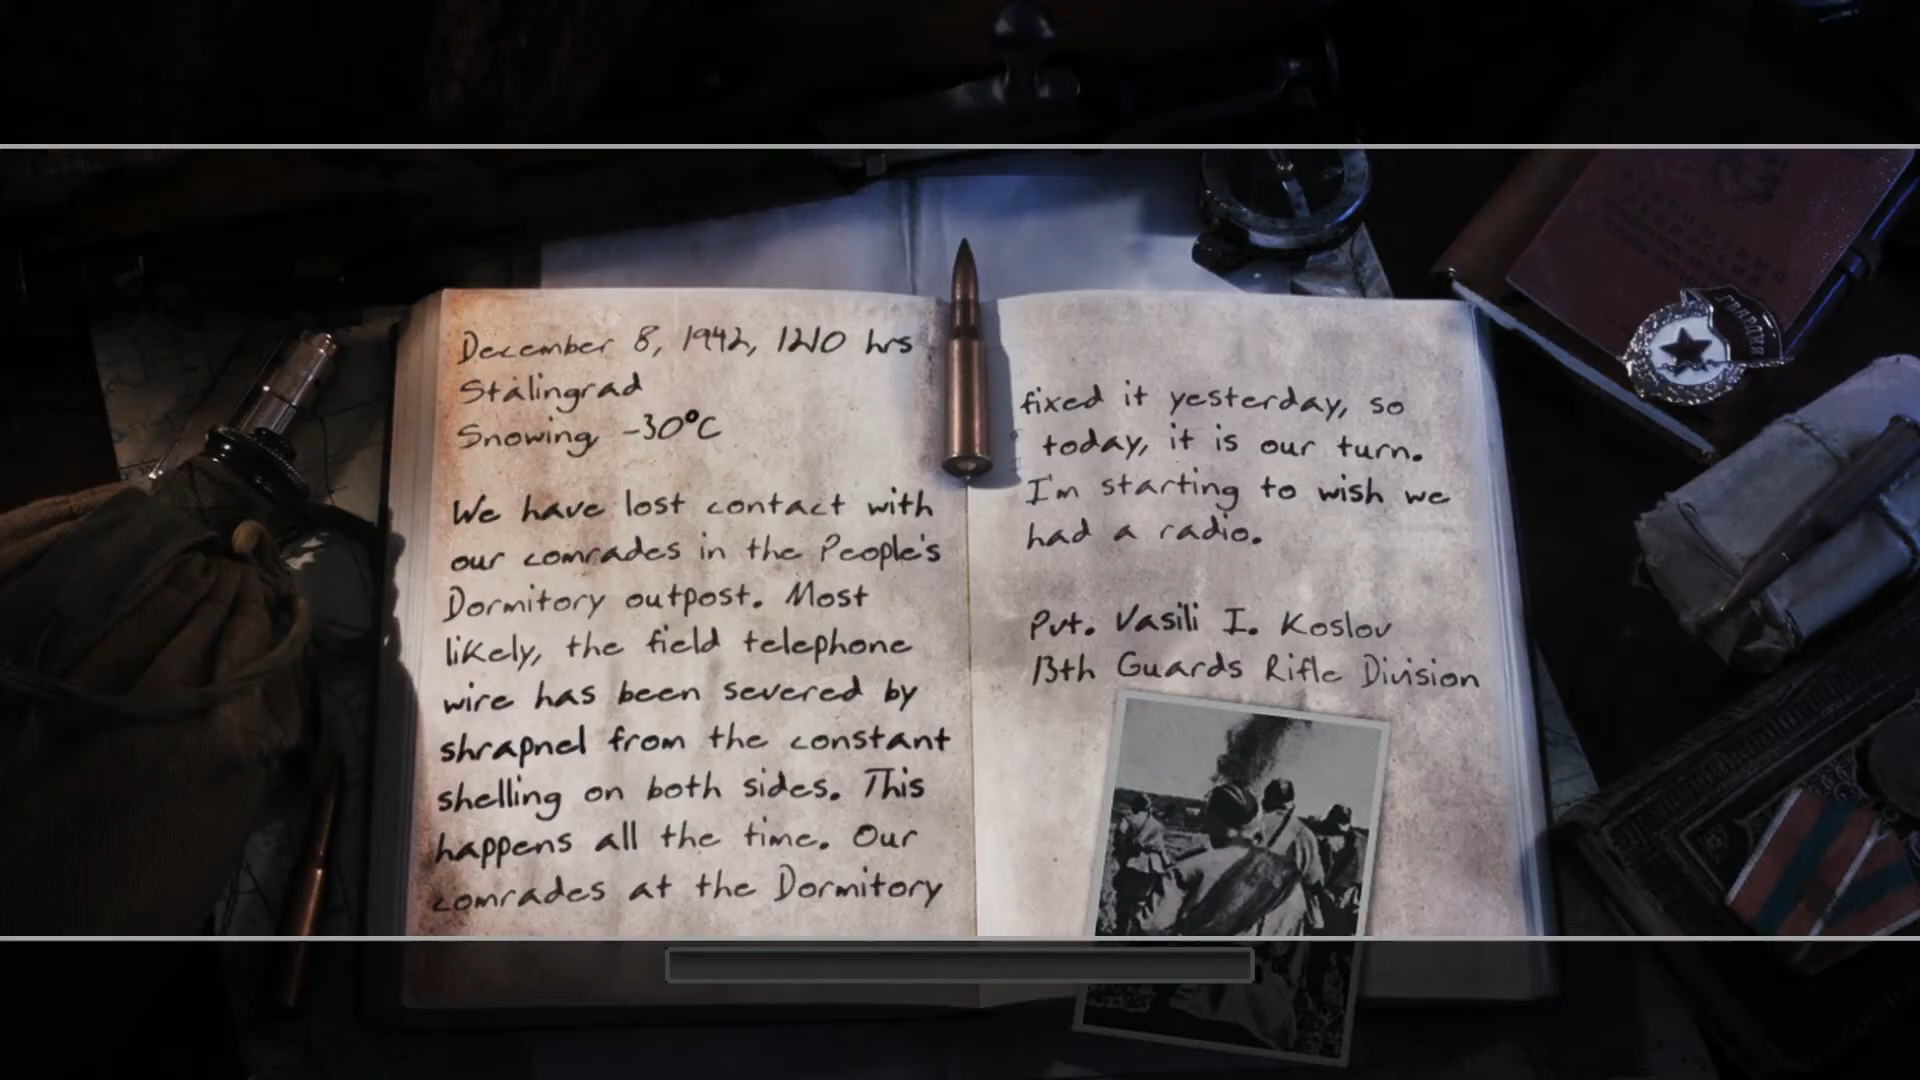 December 8, 1942, 1210 hrs
Stalingrad
Snowing, -30°C
We have lost contact with
our comrades in the People's
Dormitory outpost. Most
likely, the field telephone
wire has been severed by
shrapnel from the constant
shelling on both sides. This
happens all the time. Our
comrades at the Dormitory
fixed it yesterday, so
today, it is our turn.
I'm starting to wish we
had a radio.
Pvt. Vasili I. Koslov
13th Guards Rifle Division
ГВАРДИЯ